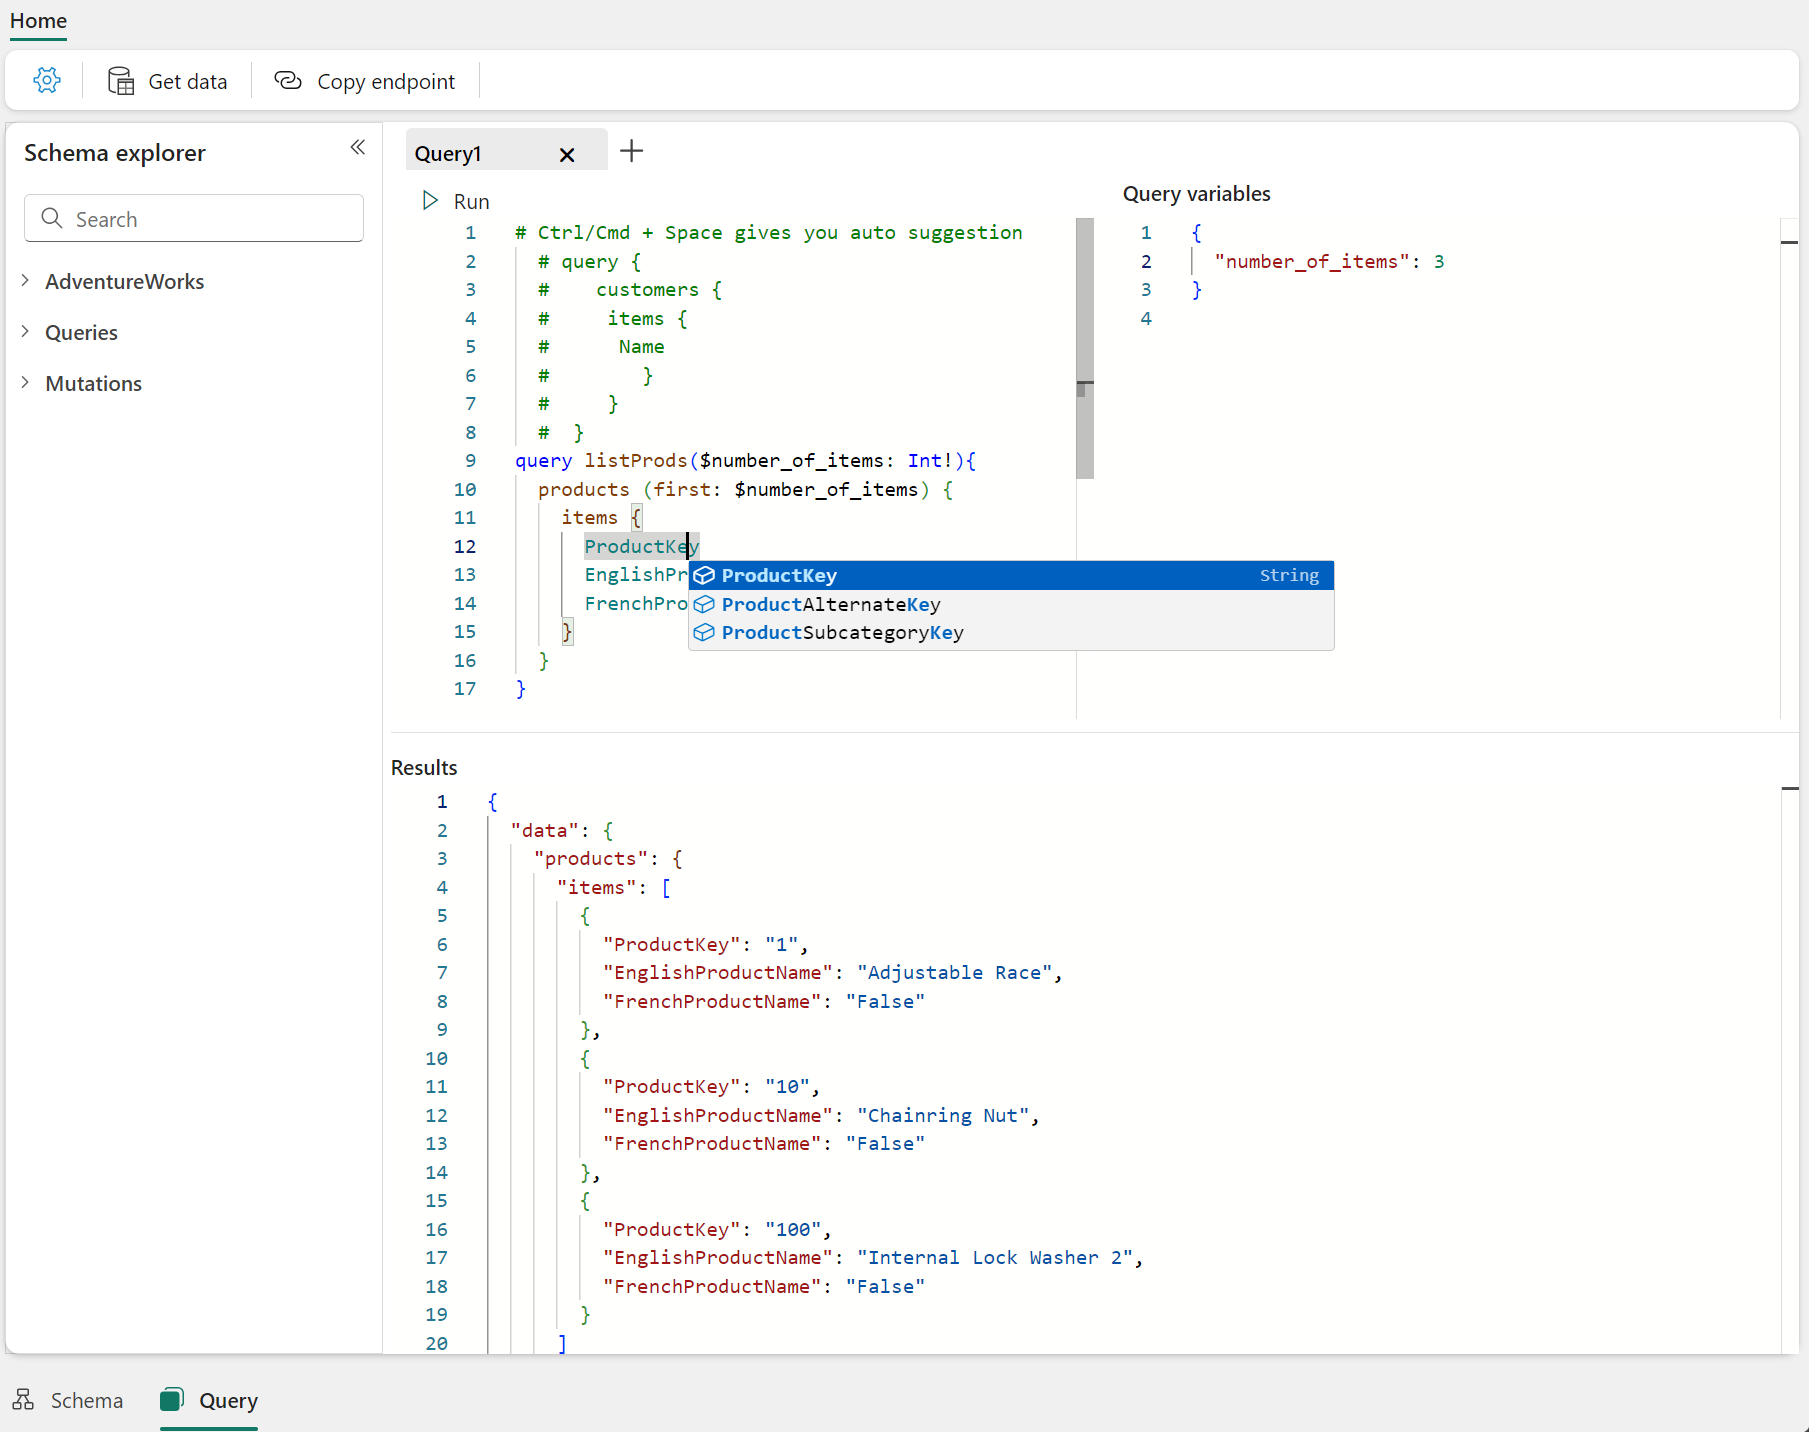 Home
Get data
Copy endpoint
Schema explorer
Search
AdventureWorks
Queries
Mutations
Query1
Run
1 # Ctrl/Cmd + Space gives you auto suggestion
2 # query {
3 # customers {
4 # items {
5 # Name
6 # }
7 # }
8 # }
9 query listProds($number_of_items: Int!){
10 products (first: $number_of_items) {
11 items {
12 ProductKey
13 EnglishPr
14 FrenchPro
15 }
16 }
17 }
ProductKey String
ProductAlternateKey
ProductSubcategoryKey
Query variables
1 {
2 "number_of_items": 3
3 }
4
Results
1 {
2 "data": {
3 "products": {
4 "items": [
5 {
6 "ProductKey": "1",
7 "EnglishProductName": "Adjustable Race",
8 "FrenchProductName": "False"
9 },
10 {
11 "ProductKey": "10",
12 "EnglishProductName": "Chainring Nut",
13 "FrenchProductName": "False"
14 },
15 {
16 "ProductKey": "100",
17 "EnglishProductName": "Internal Lock Washer 2",
18 "FrenchProductName": "False"
19 }
20 ]
Schema
Query